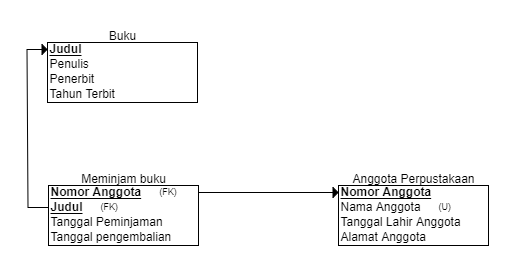 Buku
Judul
Penulis
Penerbit
Tahun Terbit
Meminjam buku
Nomor Anggota (FK)
Judul (FK)
Tanggal Peminjaman
Tanggal pengembalian
Anggota Perpustakaan
Nomor Anggota
Nama Anggota (U)
Tanggal Lahir Anggota
Alamat Anggota